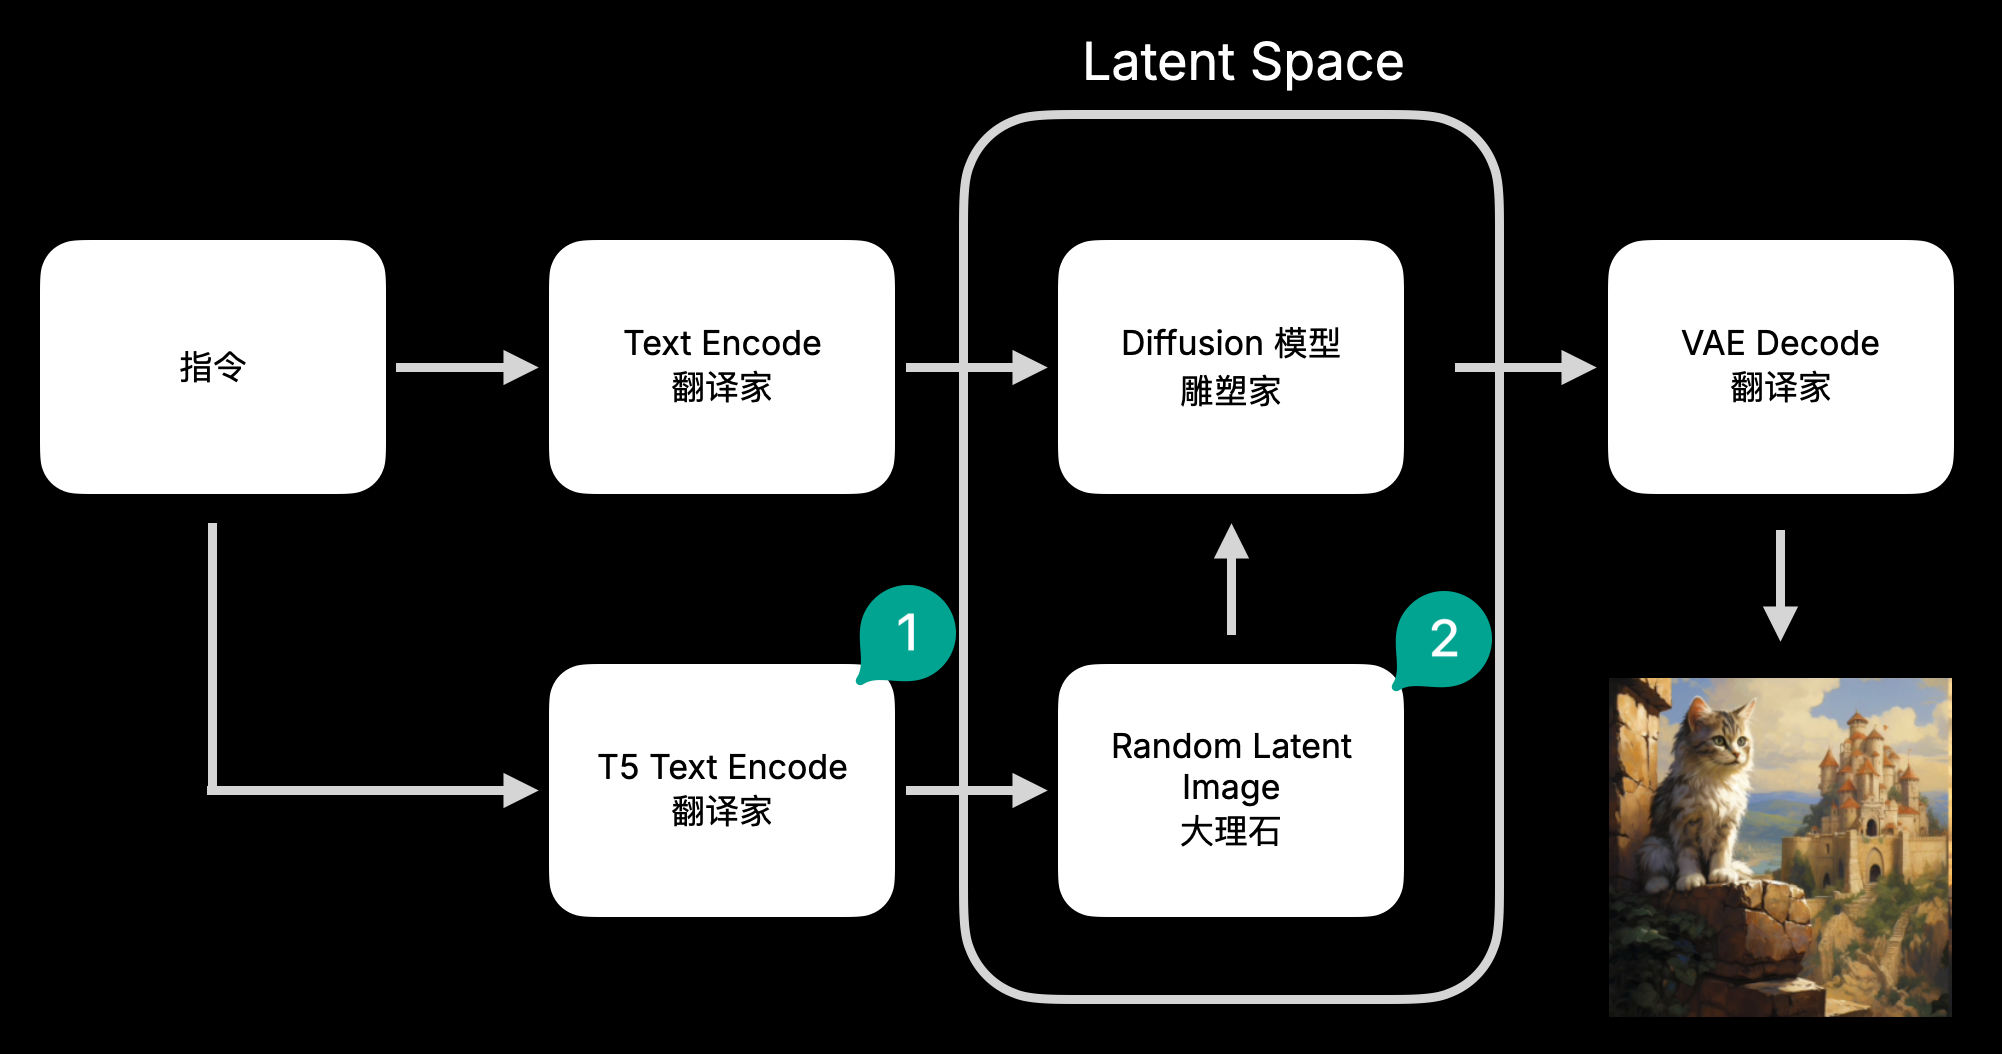 Latent Space
指令
Text Encode
翻译家
Diffusion 模型
雕塑家
VAE Decode
翻译家
1
2
T5 Text Encode
翻译家
Random Latent
Image
大理石